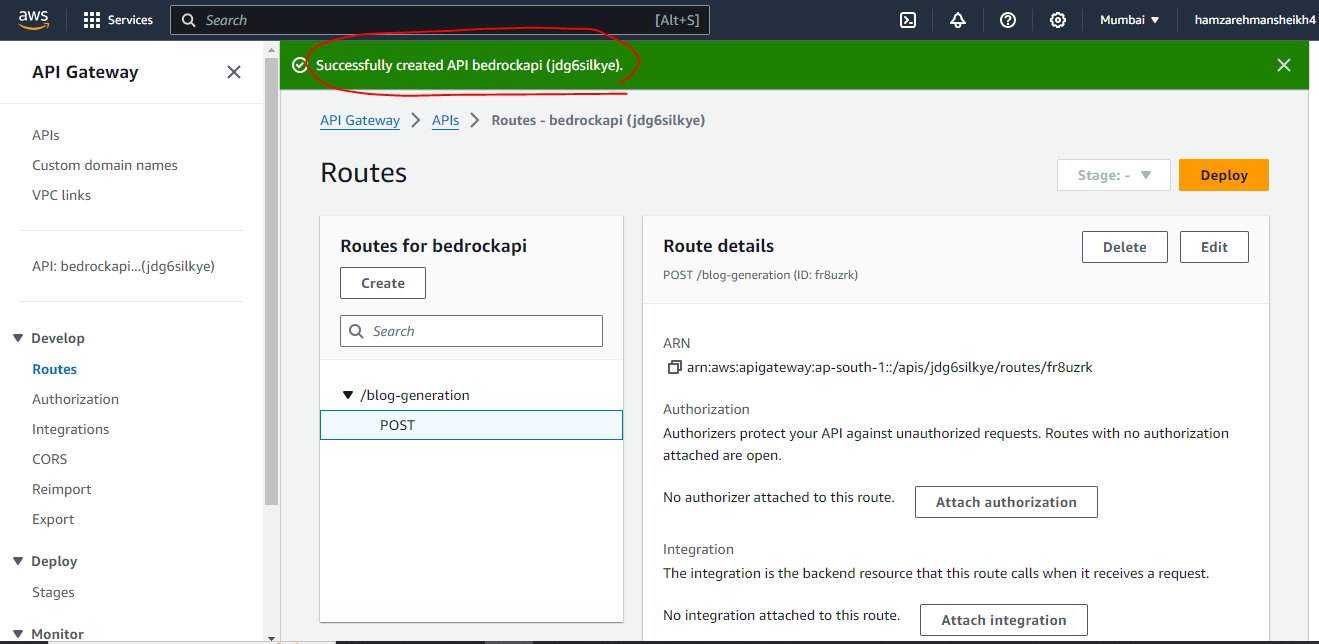 aws
Services
Search
[Alt+S]
Mumbai
hamzarehmansheikh4
API Gateway
APIs
Custom domain names
VPC links
API: bedrockapi...(jdg6silkye)
Develop
Routes
Authorization
Integrations
CORS
Reimport
Export
Deploy
Stages
Monitor
Successfully created API bedrockapi (jdg6silkye).
API Gateway > APIs > Routes - bedrockapi (jdg6silkye)
Routes
Stage: -
Deploy
Routes for bedrockapi
Create
Search
/blog-generation
POST
Route details
Delete
Edit
POST /blog-generation (ID: fr8uzrk)
ARN
arn:aws:apigateway:ap-south-1::/apis/jdg6silkye/routes/fr8uzrk
Authorization
Authorizers protect your API against unauthorized requests. Routes with no authorization
attached are open.
No authorizer attached to this route.
Attach authorization
Integration
The integration is the backend resource that this route calls when it receives a request.
No integration attached to this route.
Attach integration